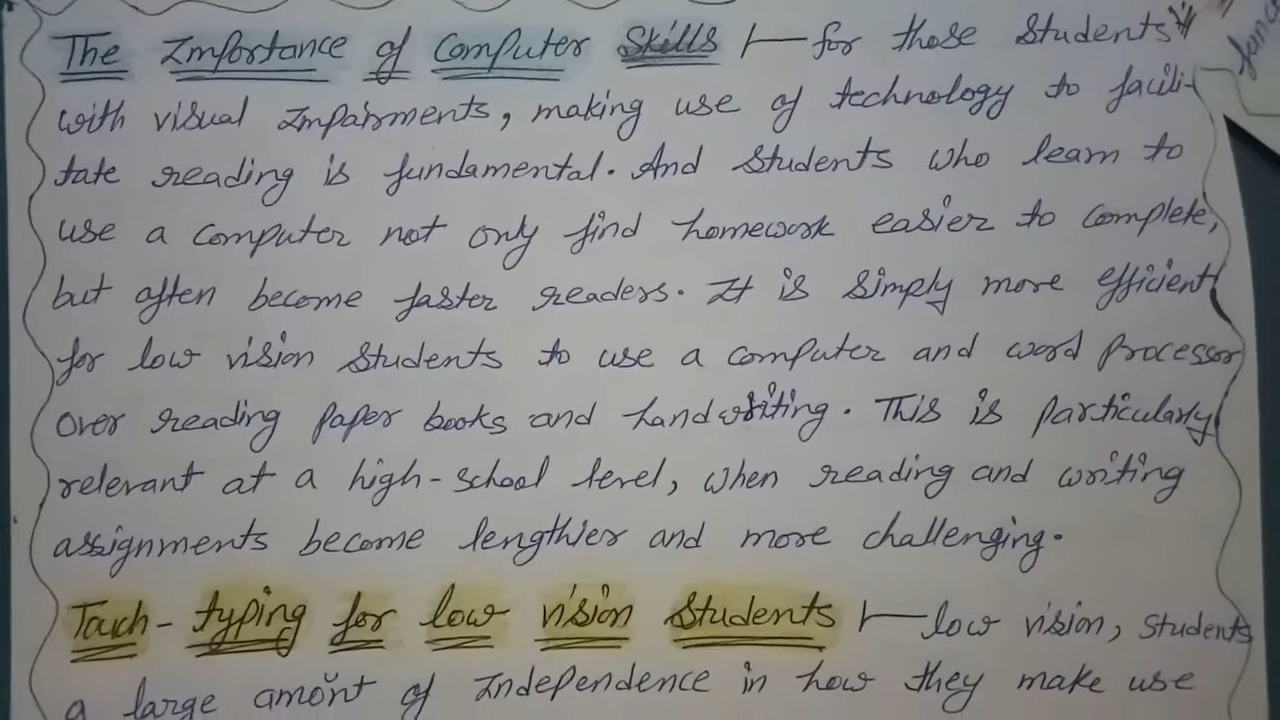 The Importance of Computer Skills :— for those Students
with visual Impairments, making use of technology to facili-
tate reading is fundamental. And Students who learn to
use a computer not only find homework easier to complete,
but often become faster readers. It is simply more efficient
for low vision Students to use a computer and word processor
over reading paper books and handwriting. This is particularly
relevant at a high-school level, when reading and writing
assignments become lengthier and more challenging.
Touch-typing for low vision Students :— low vision, Students
a large amount of Independence in how they make use